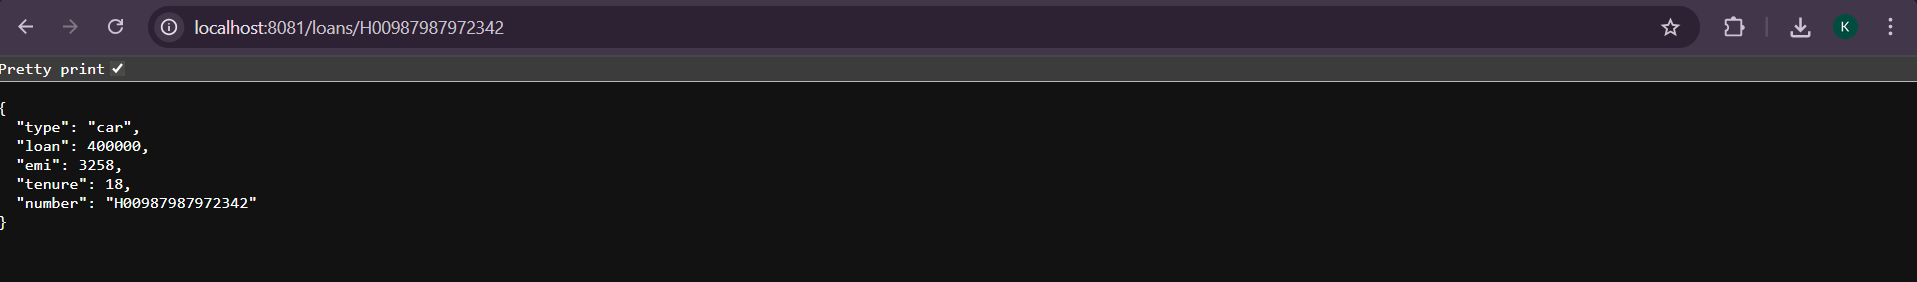 localhost:8081/loans/H00987987972342
K
Pretty print
{
  "type": "car",
  "loan": 400000,
  "emi": 3258,
  "tenure": 18,
  "number": "H00987987972342"
}